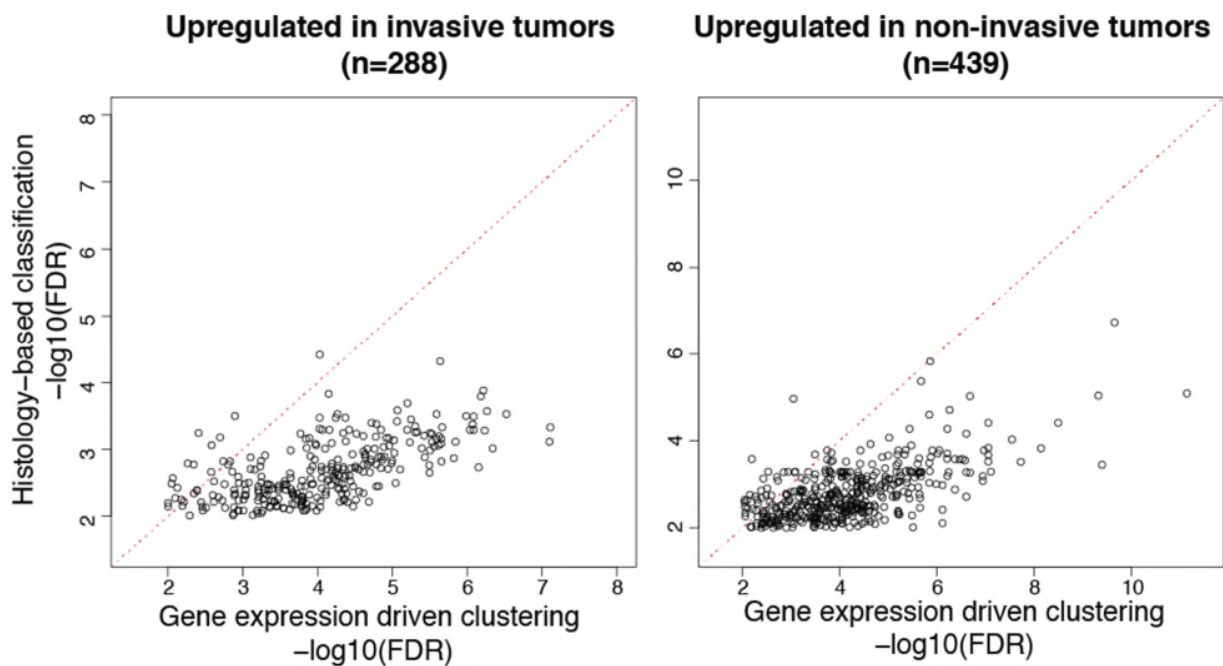 Upregulated in invasive tumors
(n=288)
Upregulated in non-invasive tumors
(n=439)
Histology-based classification
-log10(FDR)
8
7
6
5
4
3
2
2 3 4 5 6 7 8
Gene expression driven clustering
-log10(FDR)
10
8
6
4
2
2 4 6 8 10
Gene expression driven clustering
-log10(FDR)